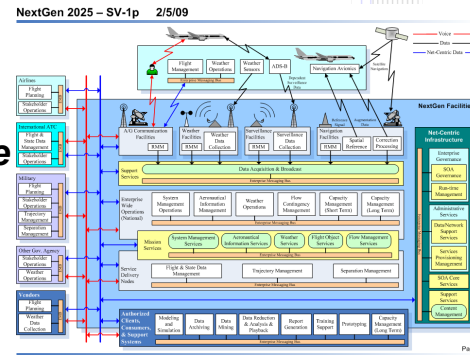 NextGen 2025 – SV-1p 2/5/09
Voice
Data
Net-Centric Data
Flight
Management
Weather
Operations
Weather
Sensors
ADS-B
Navigation Avionics
Enterprise Messaging Bus
Dependent
Surveillance
Data
Satellite
Navigation
Airlines
Flight
Planning
Stakeholder
Operations
International ATC
Flight &
State Data
Management
Stakeholder
Operations
Military
Flight
Planning
Stakeholder
Operations
Trajectory
Management
Separation
Management
Other Gov. Agency
Stakeholder
Operations
Weather
Operations
Vendors
Flight
Planning
Weather
Data
Collection
e
NextGen Facilities
A/G Communication
Facilities
RMM
Weather
Facilities
RMM
Weather
Data
Collection
Surveillance
Facilities
RMM
Surveillance
Data
Collection
Reference
Signal
Augmentation
Data
Navigation
Facilities
RMM
Spatial
Reference
Correction
Processing
Support
Services
Data Acquisition & Broadcast
Enterprise Messaging Bus
Enterprise
Wide
Operations
(National)
System
Management
Operations
Aeronautical
Information
Management
Weather
Operations
Flow
Contingency
Management
Capacity
Management
(Short Term)
Capacity
Management
(Long Term)
Enterprise Messaging Bus
Mission
Services
System Management
Services
Aeronautical
Information Services
Weather
Services
Flight Object
Services
Flow Management
Services
Enterprise Messaging Bus
Service
Delivery
Nodes
Flight & State Data
Management
Trajectory Management
Separation Management
Enterprise Messaging Bus
Authorized
Clients,
Consumers,
& Support
Systems
Modeling
and
Simulation
Data
Archiving
Data
Mining
Data Reduction
& Analysis &
Playback
Report
Generation
Training
Support
Prototyping
Capacity
Management
(Long Term)
Enterprise Messaging Bus
Net-Centric
Infrastructure
Enterprise
Governance
SOA
Governance
Run-time
Management
Administrative
Services
Data/Network
Support
Services
Services
Provisioning
Management
SOA Core
Services
Support
Services
Content
Management
Pa